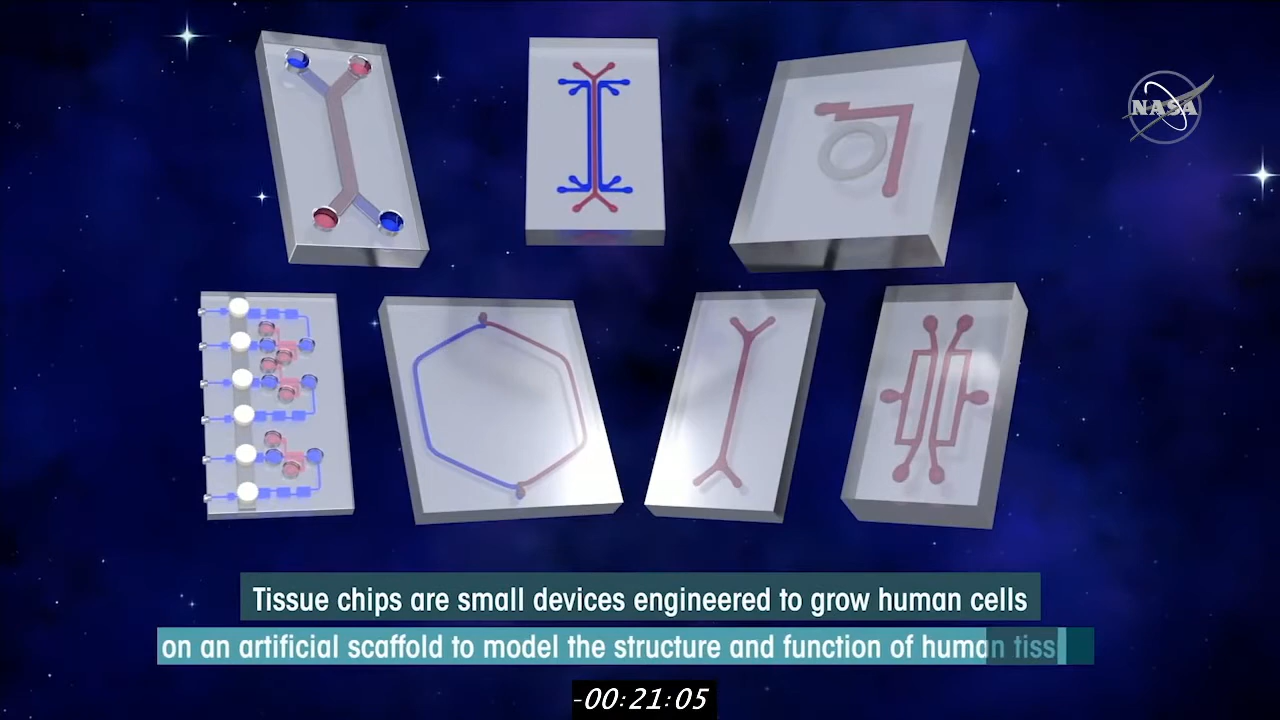 NASA
Tissue chips are small devices engineered to grow human cells
on an artificial scaffold to model the structure and function of human tiss
-00:21:05